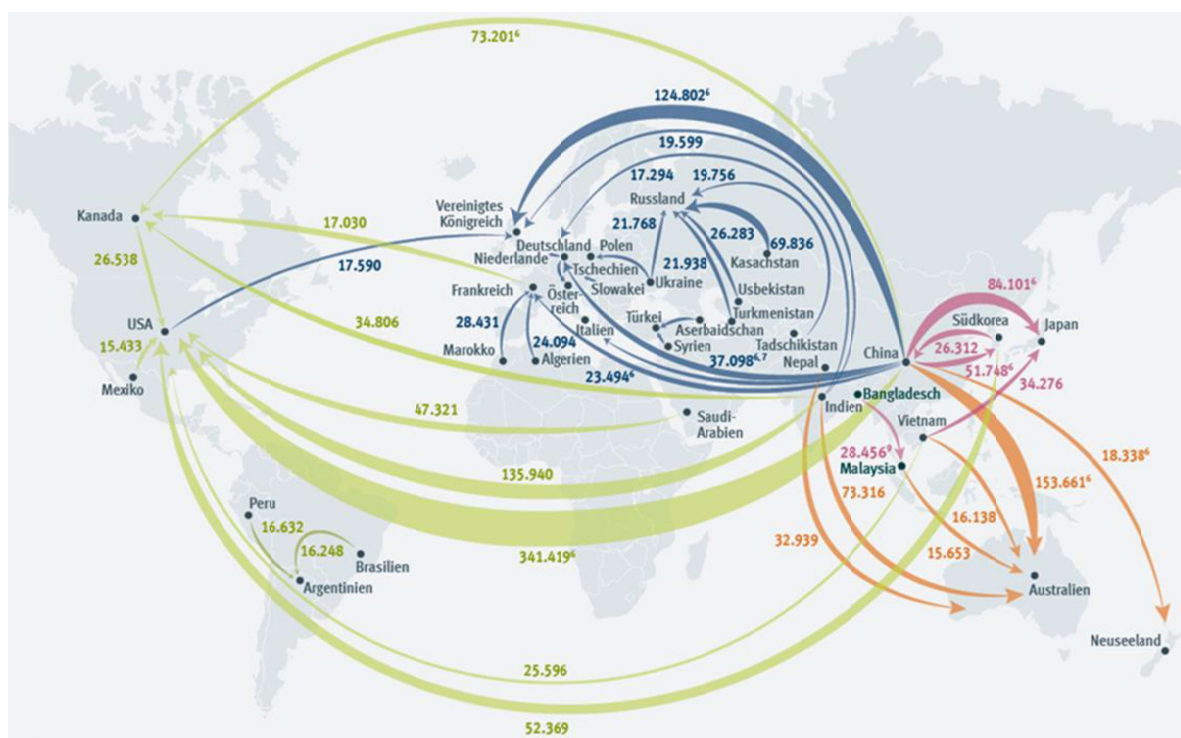 73.201⁶
124.802⁶
19.599
17.294
19.756
Russland
Vereinigtes
Königreich
Kanada
17.030
21.768
26.283
69.836
Deutschland
Polen
Niederlande
Tschechien
Kasachstan
26.538
17.590
21.938
Slowakei
Ukraine
Frankreich
Öster-
reich
Usbekistan
84.101⁶
USA
34.806
28.431
Türkei
Turkmenistan
Südkorea
Japan
Italien
Aserbaidschan
15.433
24.094
Syrien
Tadschikistan
26.312
Marokko
Algerien
37.098⁶,⁷
Nepal
China
51.748⁶
23.494⁶
34.276
Mexiko
Bangladesch
Indien
47.321
Saudi-
Arabien
Vietnam
28.456⁹
18.338⁶
Malaysia
135.940
73.316
153.661⁶
Peru
16.138
16.632
32.939
16.248
341.419⁶
15.653
Brasilien
Argentinien
Australien
Neuseeland
25.596
52.369